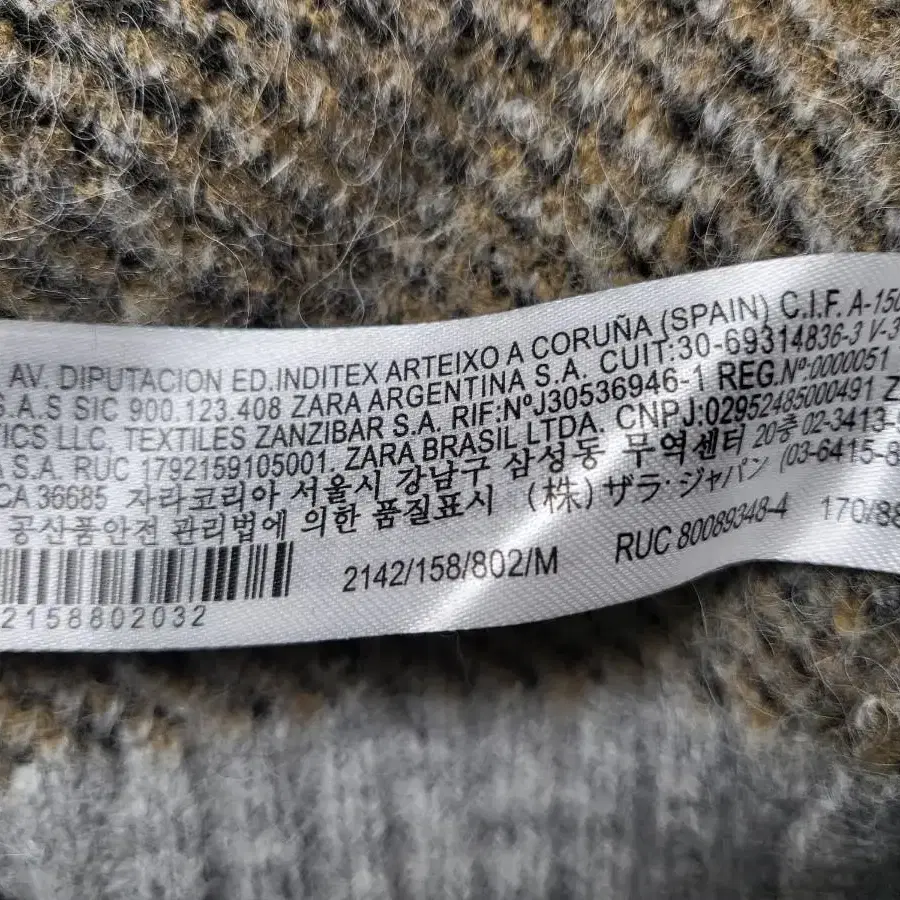 AV. DIPUTACION ED.INDITEX ARTEIXO A CORUÑA (SPAIN) C.I.F. A-150
S.A.S SIC 900.123.408 ZARA ARGENTINA S.A. CUIT:30-69314836-3 V-3
TICS LLC, TEXTILES ZANZIBAR S.A. RIF:NºJ30536946-1 REG.Nº-0000051
A S.A. RUC 1792159105001. ZARA BRASIL LTDA. CNPJ:02952485000491 Z
CA 36685 자라코리아 서울시 강남구 삼성동 무역센터 20층 02-3413-9
공산품안전 관리법에 의한 품질표시 (株) ザラ・ジャパン (03-6415-8
2142/158/802/M RUC 80089348-4 170/88
2158802032